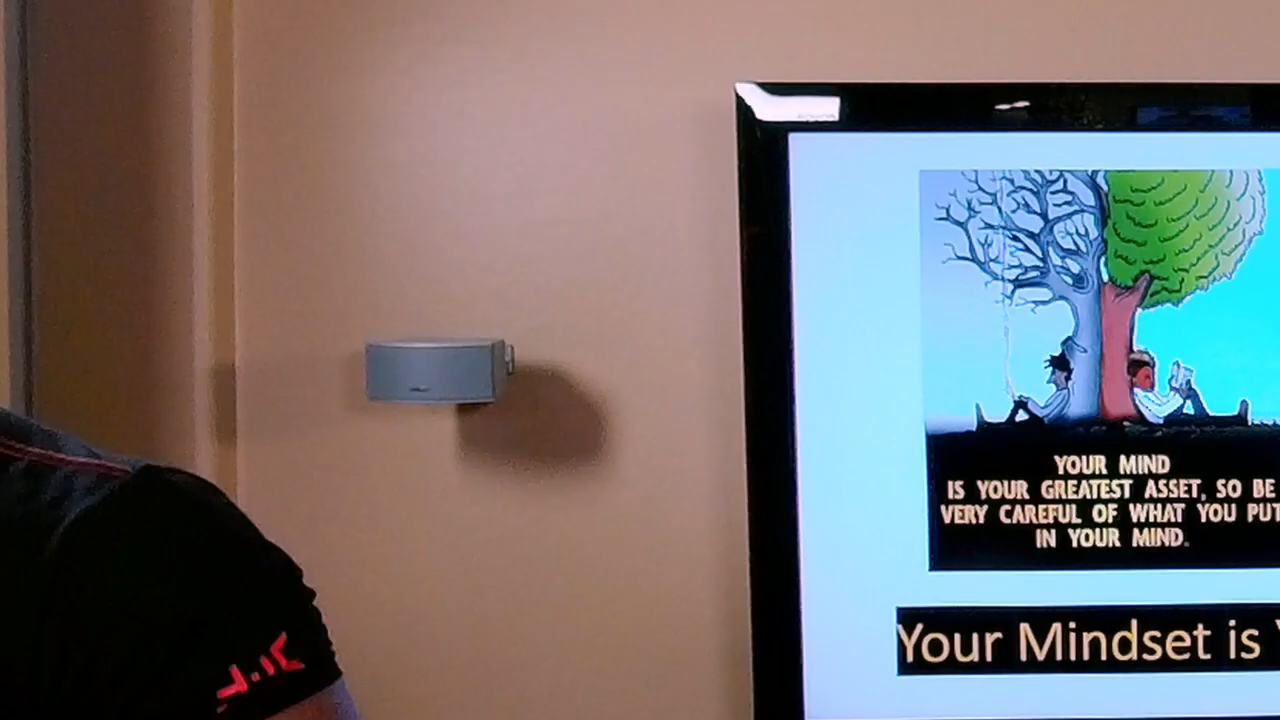 YOUR MIND
IS YOUR GREATEST ASSET, SO BE
VERY CAREFUL OF WHAT YOU PUT
IN YOUR MIND.
Your Mindset is